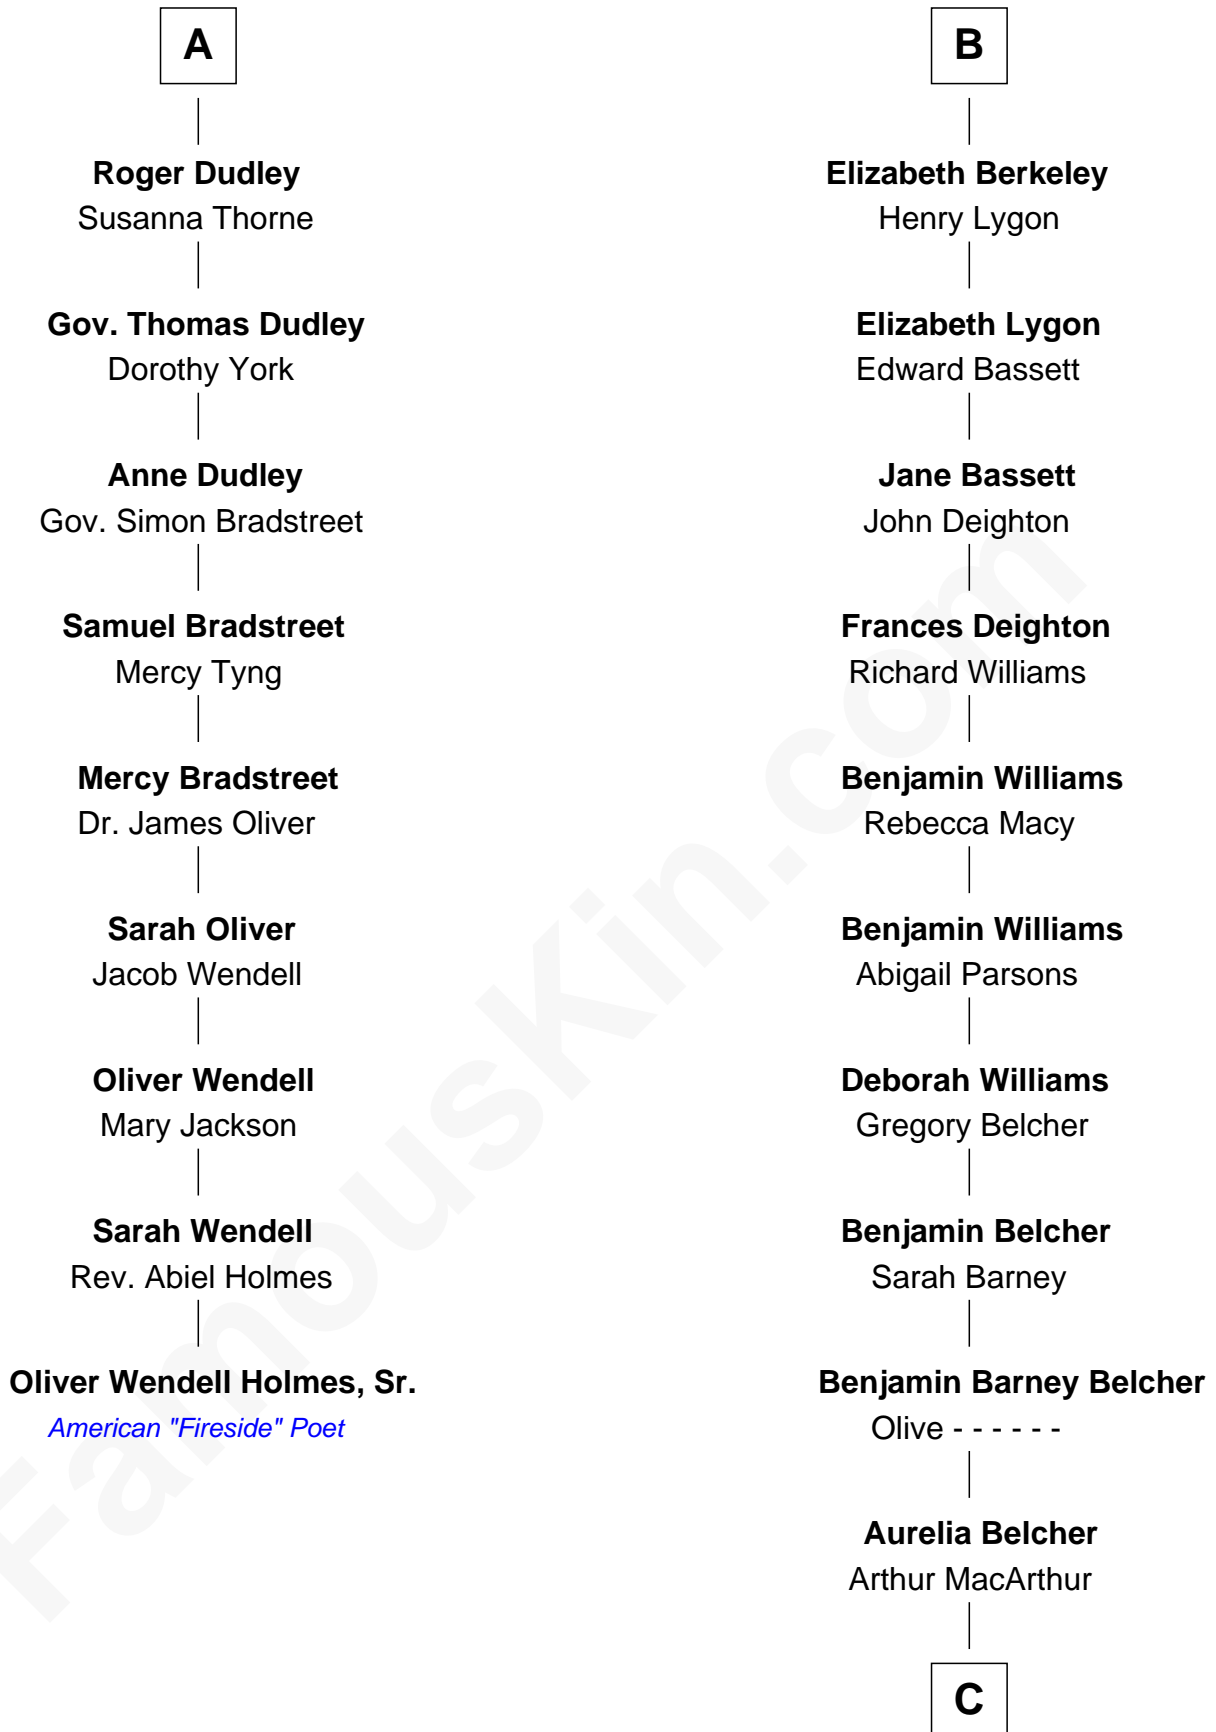 A
Roger Dudley
Susanna Thorne
Gov. Thomas Dudley
Dorothy York
Anne Dudley
Gov. Simon Bradstreet
Samuel Bradstreet
Mercy Tyng
Mercy Bradstreet
Dr. James Oliver
Sarah Oliver
Jacob Wendell
Oliver Wendell
Mary Jackson
Sarah Wendell
Rev. Abiel Holmes
Oliver Wendell Holmes, Sr.
American "Fireside" Poet
B
Elizabeth Berkeley
Henry Lygon
Elizabeth Lygon
Edward Bassett
Jane Bassett
John Deighton
Frances Deighton
Richard Williams
Benjamin Williams
Rebecca Macy
Benjamin Williams
Abigail Parsons
Deborah Williams
Gregory Belcher
Benjamin Belcher
Sarah Barney
Benjamin Barney Belcher
Olive - - - - - -
Aurelia Belcher
Arthur MacArthur
C
FamousKin.com